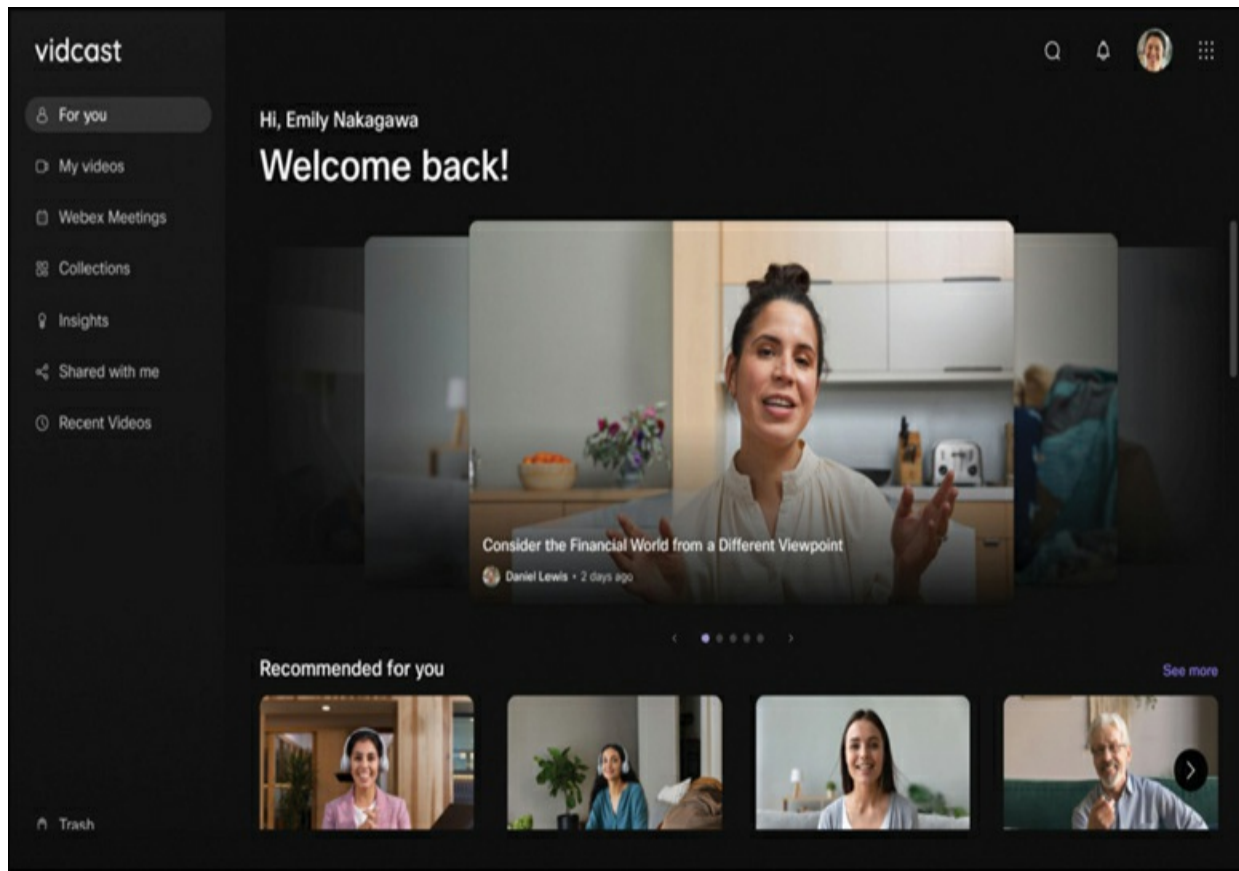 vidcast
For you
My videos
Webex Meetings
Collections
Insights
Shared with me
Recent Videos
Trash
Hi, Emily Nakagawa
Welcome back!
Consider the Financial World from a Different Viewpoint
Daniel Lewis • 2 days ago
Recommended for you
See more